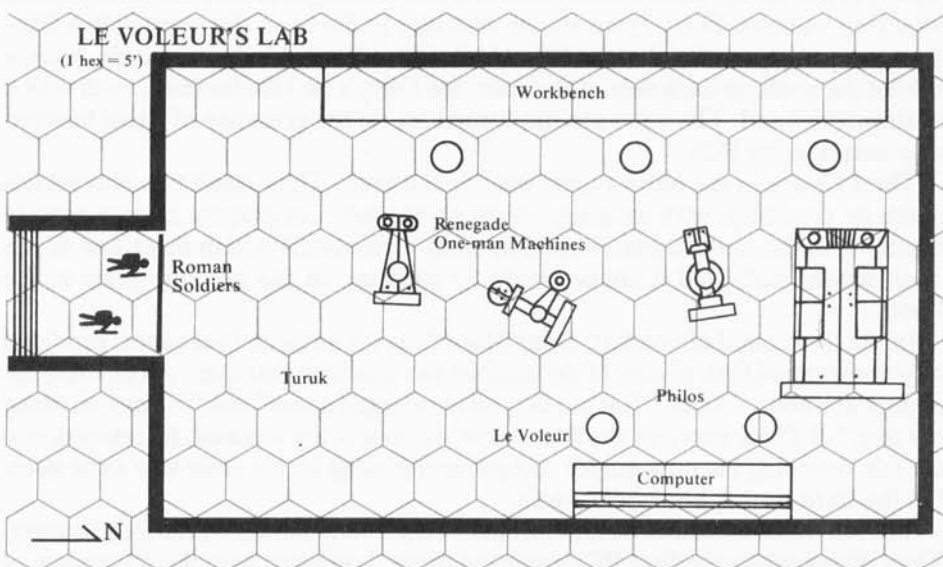 LE VOLEUR'S LAB
(1 hex = 5')
Workbench
Renegade
One-man Machines
Roman
Soldiers
Turuk
Philos
Le Voleur
Computer
N